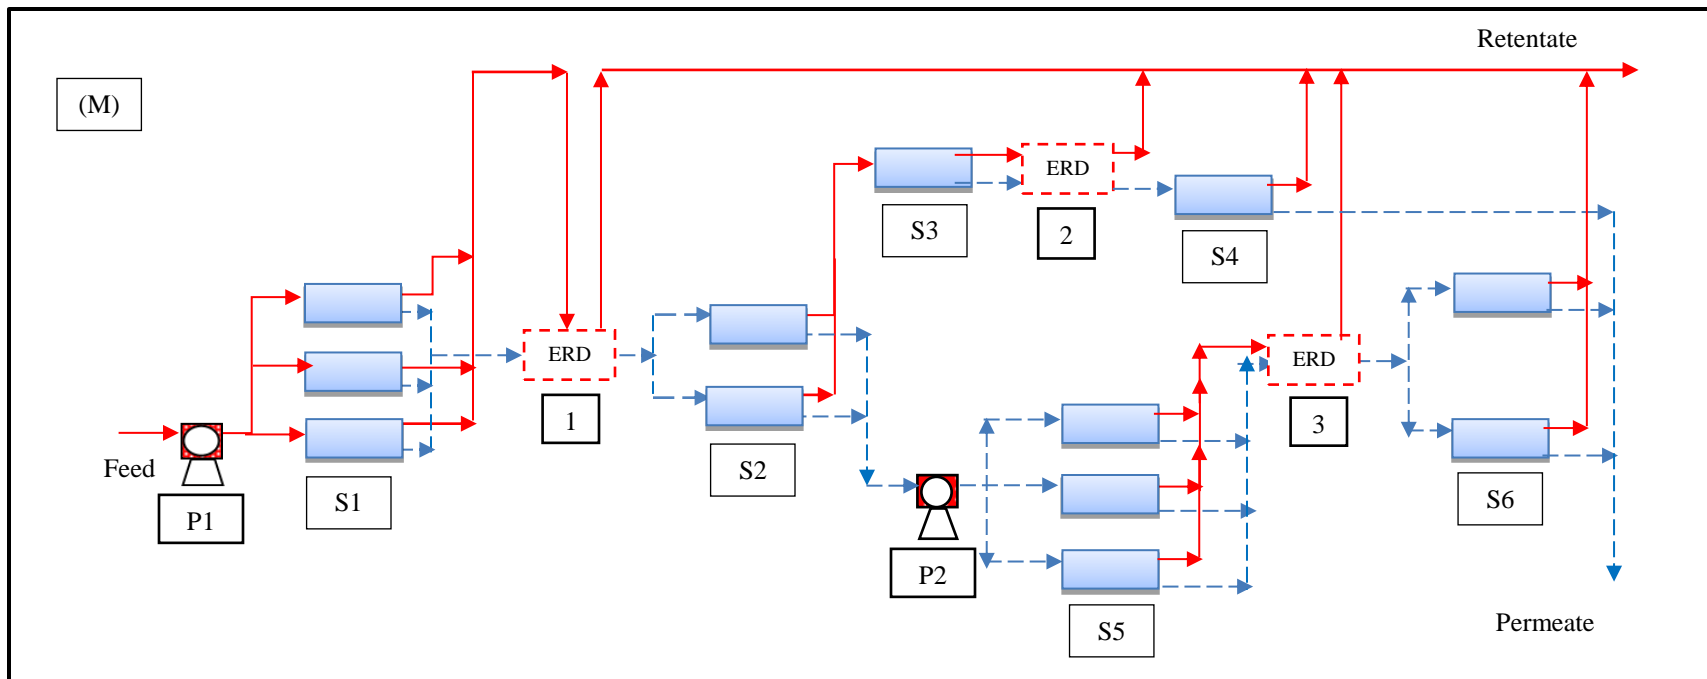 Retentate
(M)
ERD
S3
2
S4
ERD
1
ERD
3
Feed
P1
S1
S2
P2
S5
S6
Permeate